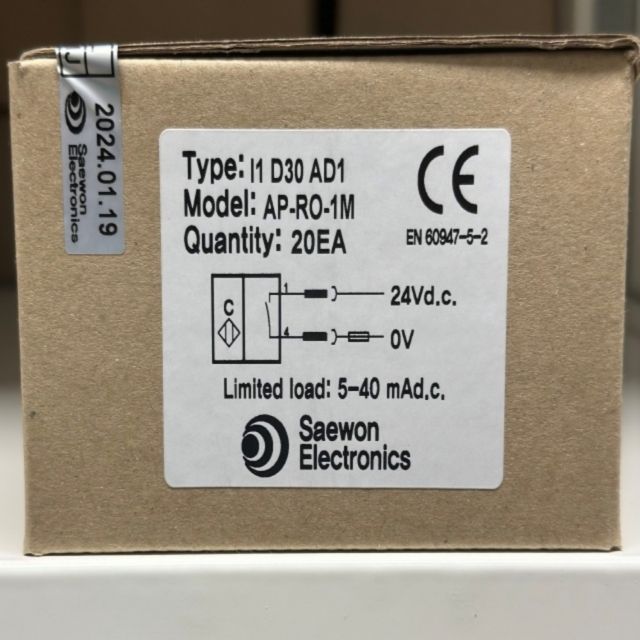 Type: I1 D30 AD1
Model: AP-RO-1M
Quantity: 20EA
CE
EN 60947-5-2
C
1
24Vd.c.
4
0V
Limited load: 5-40 mAd.c.
Saewon
Electronics
2024.01.19
Saewon
Electronics